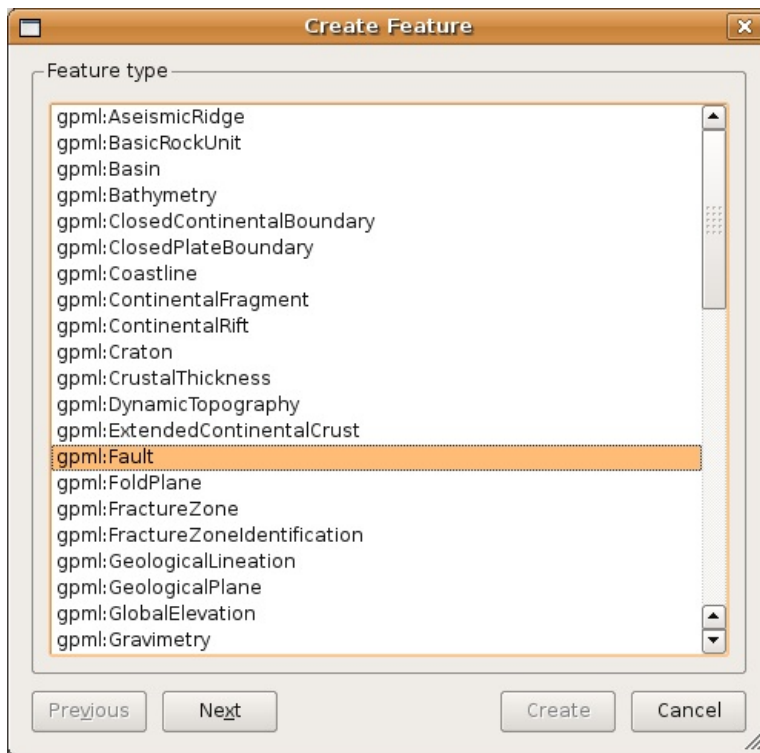 Create Feature
Feature type
gpml:AseismicRidge
gpml:BasicRockUnit
gpml:Basin
gpml:Bathymetry
gpml:ClosedContinentalBoundary
gpml:ClosedPlateBoundary
gpml:Coastline
gpml:ContinentalFragment
gpml:ContinentalRift
gpml:Craton
gpml:CrustalThickness
gpml:DynamicTopography
gpml:ExtendedContinentalCrust
gpml:Fault
gpml:FoldPlane
gpml:FractureZone
gpml:FractureZoneIdentification
gpml:GeologicalLineation
gpml:GeologicalPlane
gpml:GlobalElevation
gpml:Gravimetry
Previous Next Create Cancel